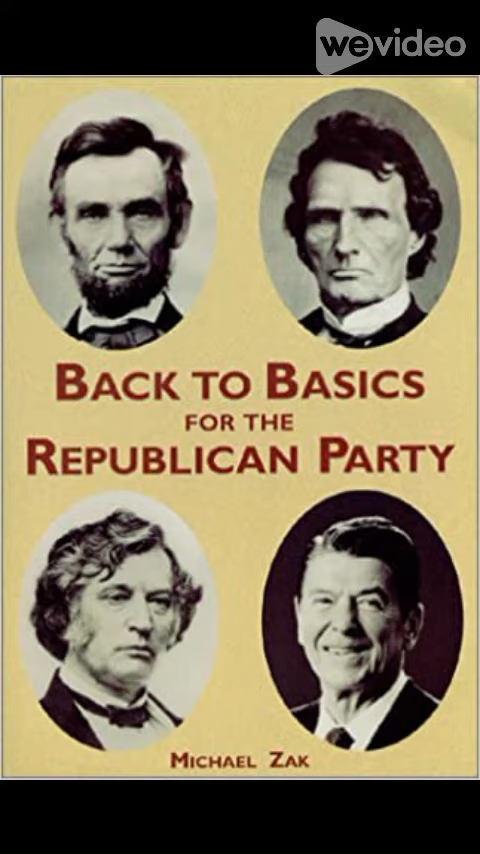 wevideo
BACK TO BASICS
FOR THE
REPUBLICAN PARTY
MICHAEL ZAK